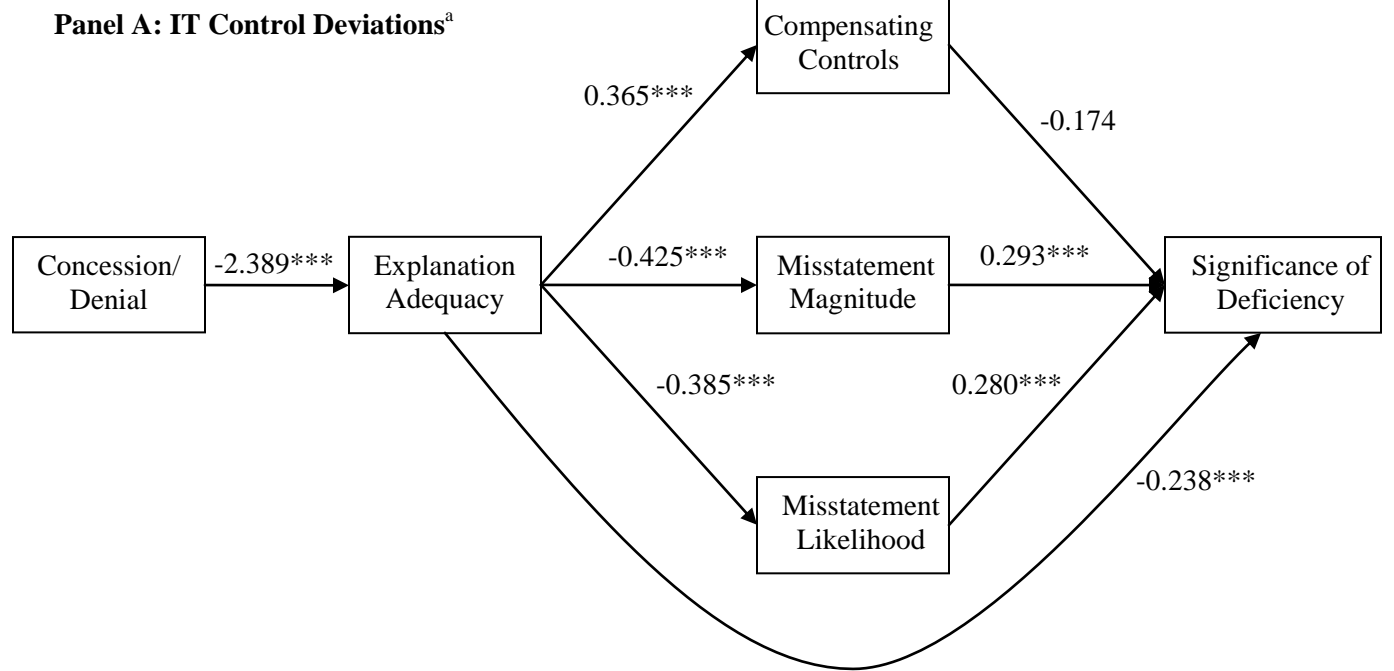 Panel A: IT Control Deviationsa
Compensating
Controls
0.365***
-0.174
Concession/
Denial
-2.389***
Explanation
Adequacy
-0.425***
Misstatement
Magnitude
0.293***
Significance of
Deficiency
-0.385***
0.280***
Misstatement
Likelihood
-0.238***